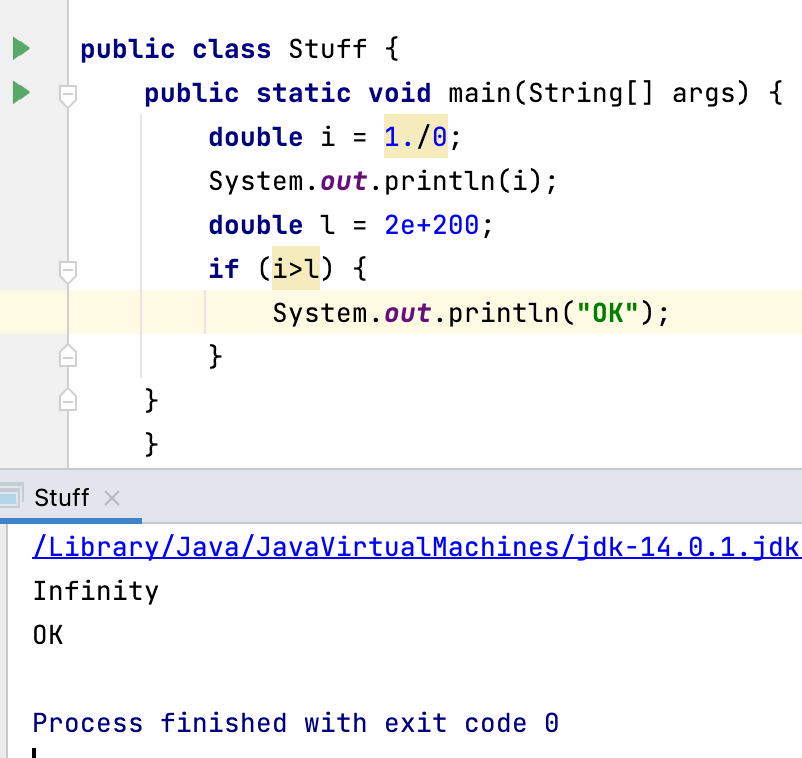 public class Stuff {
public static void main(String[] args) {
double i = 1./0;
System.out.println(i);
double l = 2e+200;
if (i>l) {
System.out.println("OK");
}
}
}
Stuff
/Library/Java/JavaVirtualMachines/jdk-14.0.1.jdk
Infinity
OK
Process finished with exit code 0